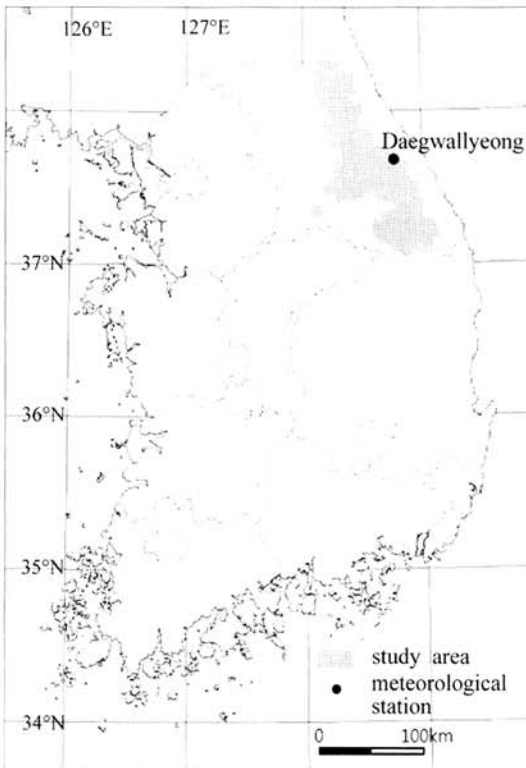 126°E
127°E
Daegwallyeong
37°N
36°N
35°N
34°N
study area
meteorological
station
0
100km